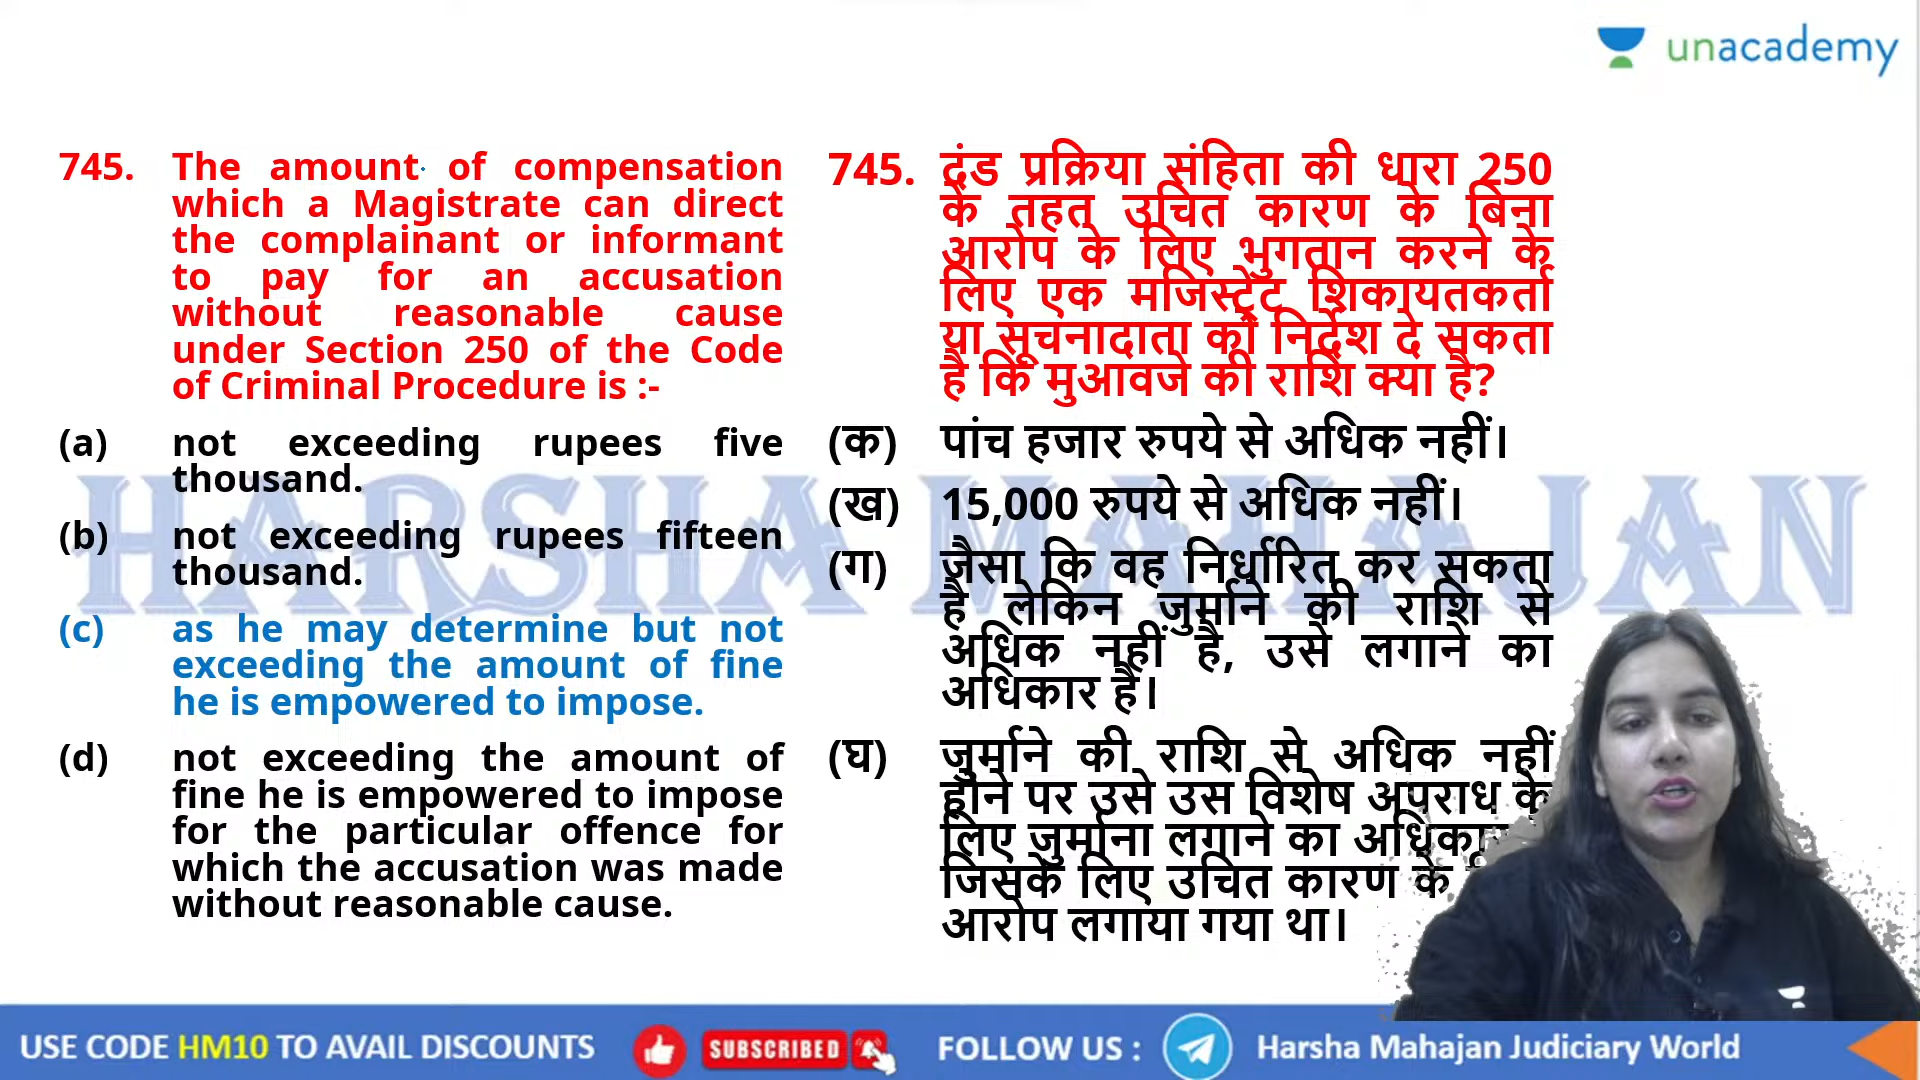 unacademy
745. The amount of compensation
which a Magistrate can direct
the complainant or informant
to pay for an accusation
without reasonable cause
under Section 250 of the Code
of Criminal Procedure is :-
(a) not exceeding rupees five
thousand.
(b) not exceeding rupees fifteen
thousand.
(c) as he may determine but not
exceeding the amount of fine
he is empowered to impose.
(d) not exceeding the amount of
fine he is empowered to impose
for the particular offence for
which the accusation was made
without reasonable cause.
745. दंड प्रक्रिया संहिता की धारा 250
के तहत उचित कारण के बिना
आरोप के लिए भुगतान करने के
लिए एक मजिस्ट्रेट शिकायतकर्ता
या सूचनादाता को निर्देश दे सकता
है कि मुआवजे की राशि क्या है?
(क) पांच हजार रुपये से अधिक नहीं।
(ख) 15,000 रुपये से अधिक नहीं।
(ग) जैसा कि वह निर्धारित कर सकता
है लेकिन जुर्माने की राशि से
अधिक नहीं है, उसे लगाने का
अधिकार है।
(घ) जुर्माने की राशि से अधिक नहीं
होने पर उसे उस विशेष अपराध के
लिए जुर्माना लगाने का
जिसके लिए उचित कारण के
आरोप लगाया गया था।
HARSHA MAHAJAN
USE CODE HM10 TO AVAIL DISCOUNTS
SUBSCRIBED
FOLLOW US :
Harsha Mahajan Judiciary World